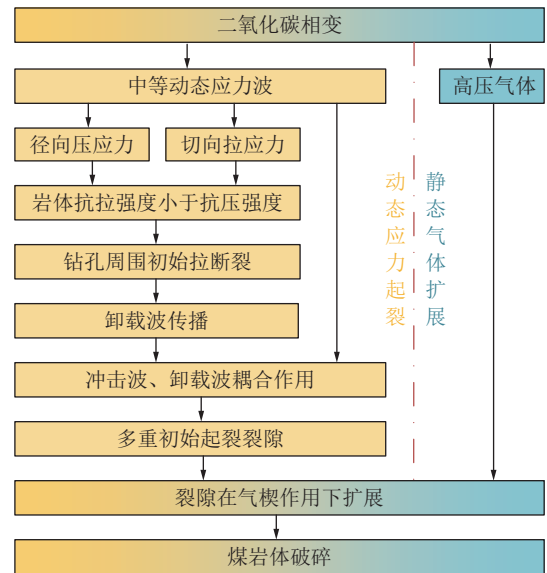 二氧化碳相变
中等动态应力波
高压气体
径向压应力
切向拉应力
岩体抗拉强度小于抗压强度
钻孔周围初始拉断裂
卸载波传播
冲击波、卸载波耦合作用
多重初始起裂裂隙
动态应力起裂
静态气体扩展
裂隙在气楔作用下扩展
煤岩体破碎